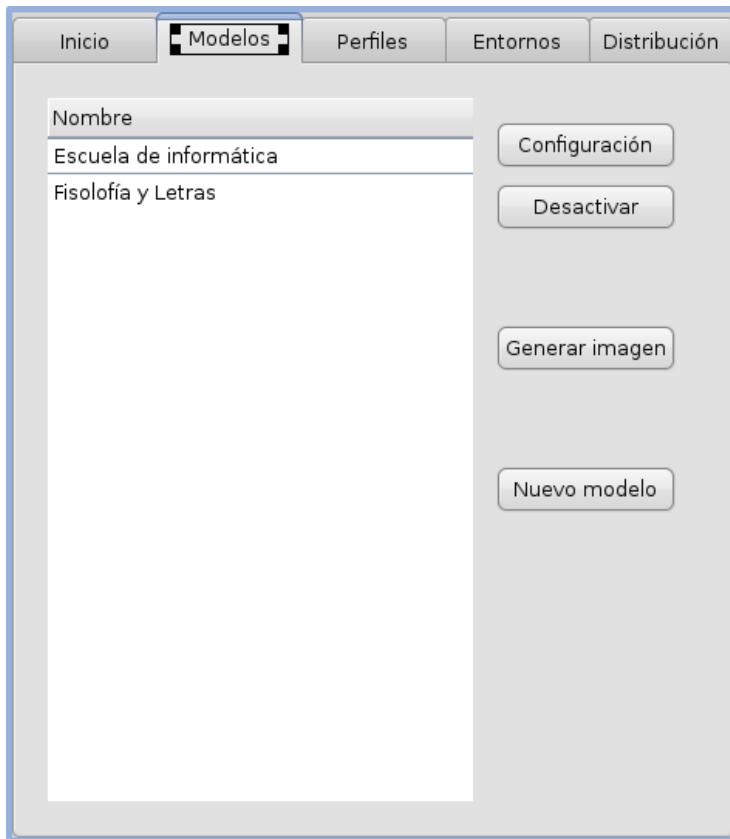 Inicio
Modelos
Perfiles
Entornos
Distribución
Nombre
Escuela de informática
Fisolofía y Letras
Configuración
Desactivar
Generar imagen
Nuevo modelo